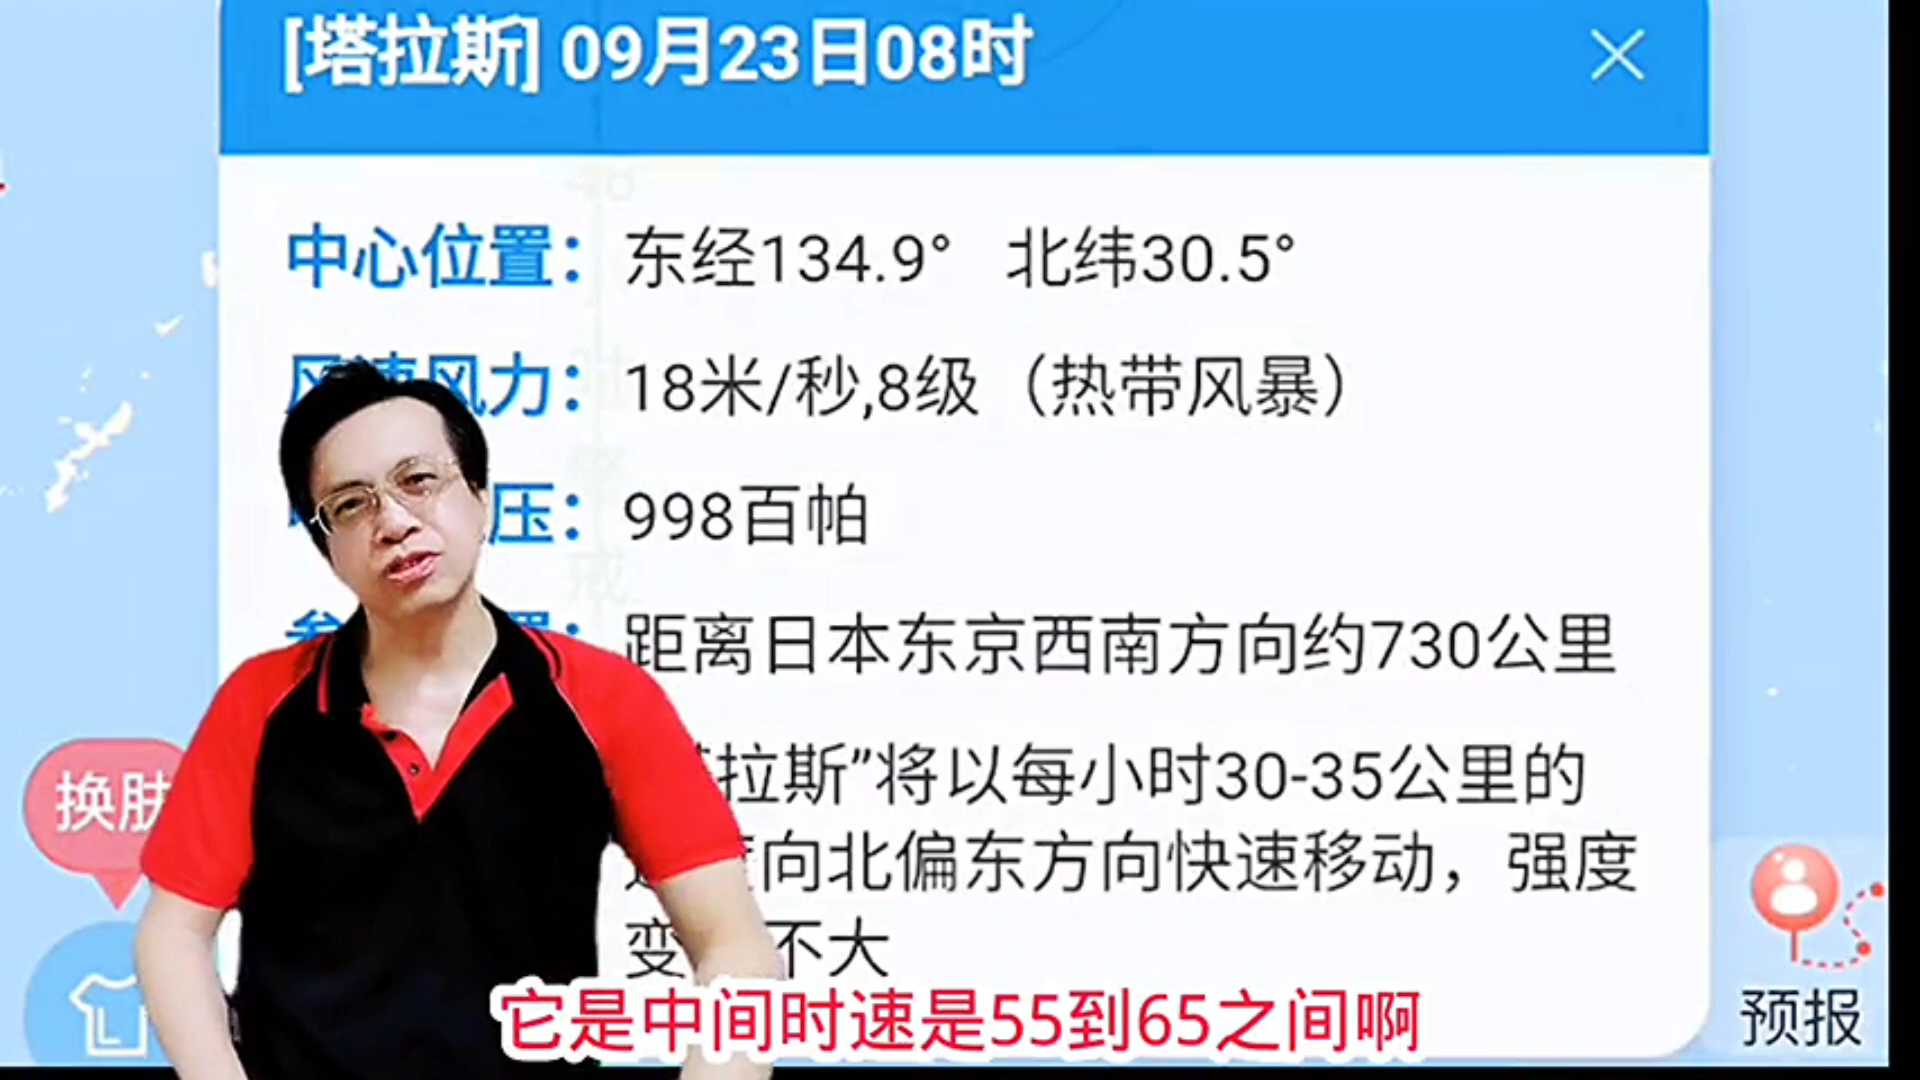 [塔拉斯] 09月23日08时
中心位置：东经134.9° 北纬30.5°
风力：18米/秒,8级（热带风暴）
压：998百帕
距离日本东京西南方向约730公里
拉斯”将以每小时30-35公里的
向北偏东方向快速移动，强度
变 不大
换肤
预报
它是中间时速是55到65之间啊